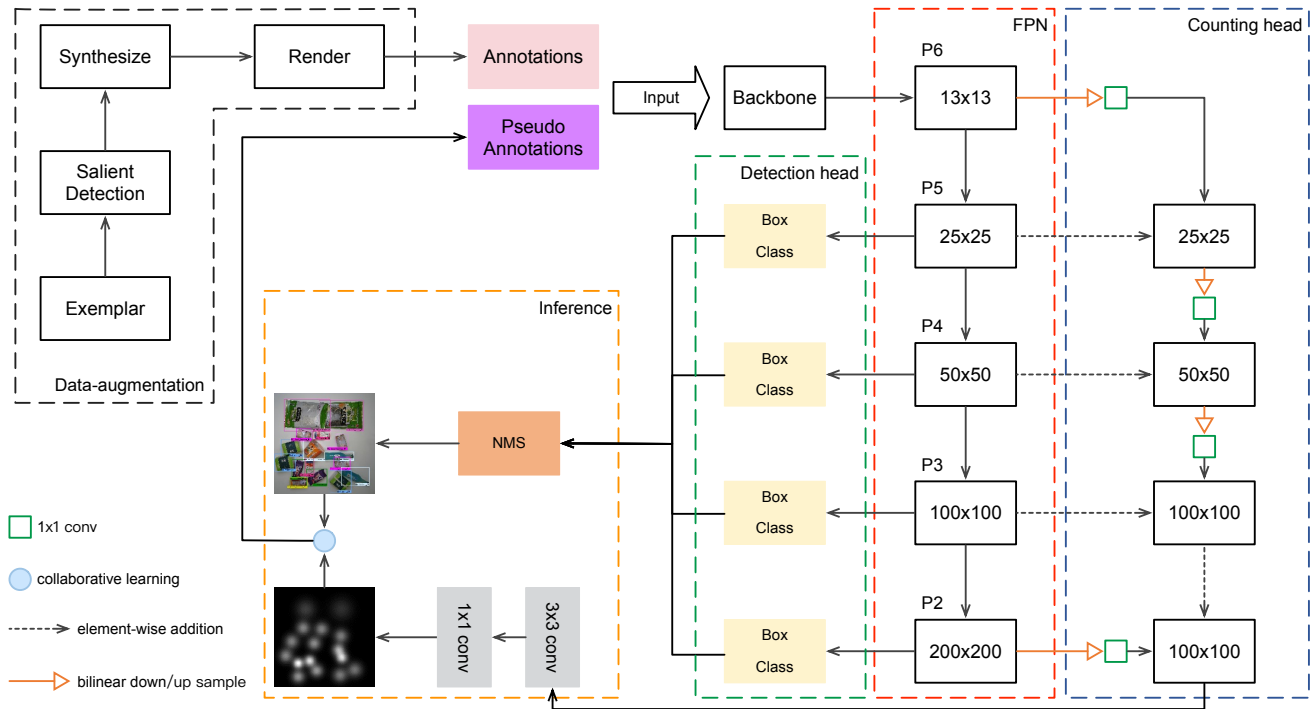 Synthesize
Render
Annotations
Salient
Detection
Exemplar
Data-augmentation
Pseudo
Annotations
Input
Backbone
FPN
P6
13x13
P5
25x25
P4
50x50
P3
100x100
P2
200x200
Counting head
25x25
50x50
100x100
100x100
Detection head
Box
Class
Box
Class
Box
Class
Box
Class
Inference
NMS
3x3 conv
1x1 conv
1x1 conv
collaborative learning
element-wise addition
bilinear down/up sample